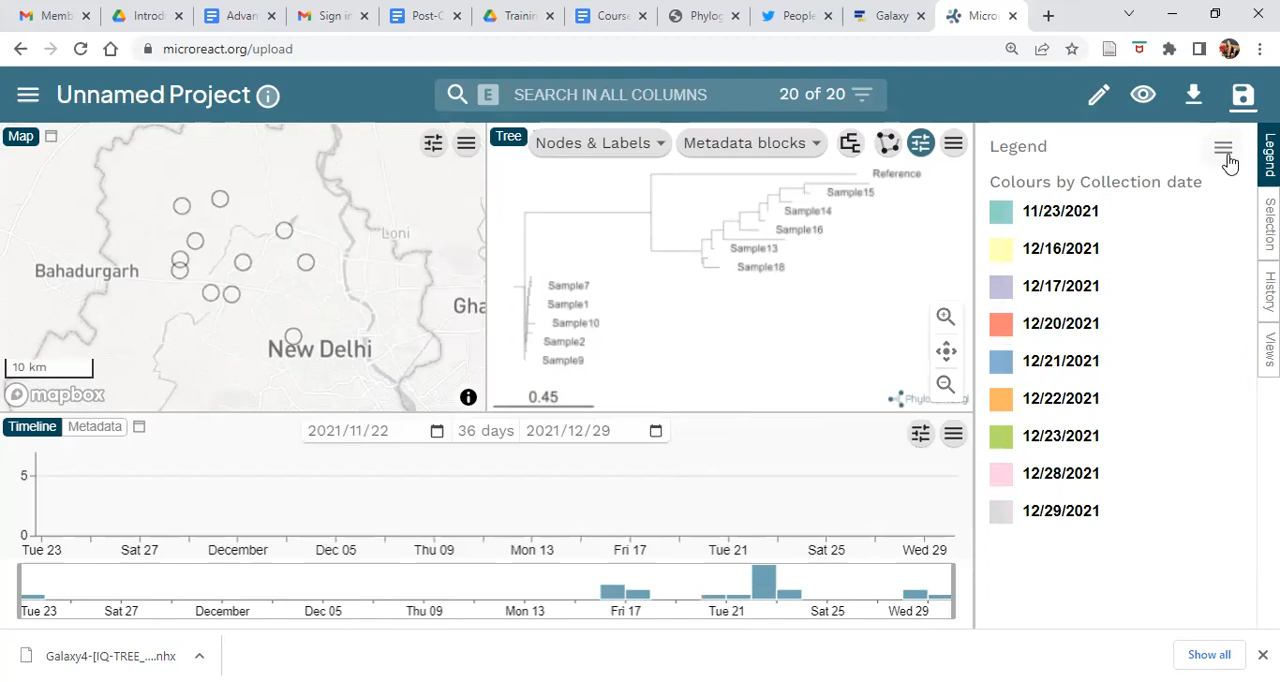 Memb
Introd
Advan
Sign in
Post-C
Trainin
Course
Phylog
People
Galaxy
Micro
microreact.org/upload
Unnamed Project
E SEARCH IN ALL COLUMNS 20 of 20
Map
Tree Nodes & Labels Metadata blocks
Loni
Bahadurgarh
Gha
New Delhi
10 km
mapbox
Reference
Sample15
Sample14
Sample16
Sample13
Sample18
Sample7
Sample1
Sample10
Sample2
Sample9
0.45
Legend
Colours by Collection date
11/23/2021
12/16/2021
12/17/2021
12/20/2021
12/21/2021
12/22/2021
12/23/2021
12/28/2021
12/29/2021
Legend
Selection
History
Views
Timeline Metadata
2021/11/22 36 days 2021/12/29
5
0
Tue 23 Sat 27 December Dec 05 Thu 09 Mon 13 Fri 17 Tue 21 Sat 25 Wed 29
Tue 23 Sat 27 December Dec 05 Thu 09 Mon 13 Fri 17 Tue 21 Sat 25 Wed 29
Galaxy4-[IQ-TREE_....nhx
Show all